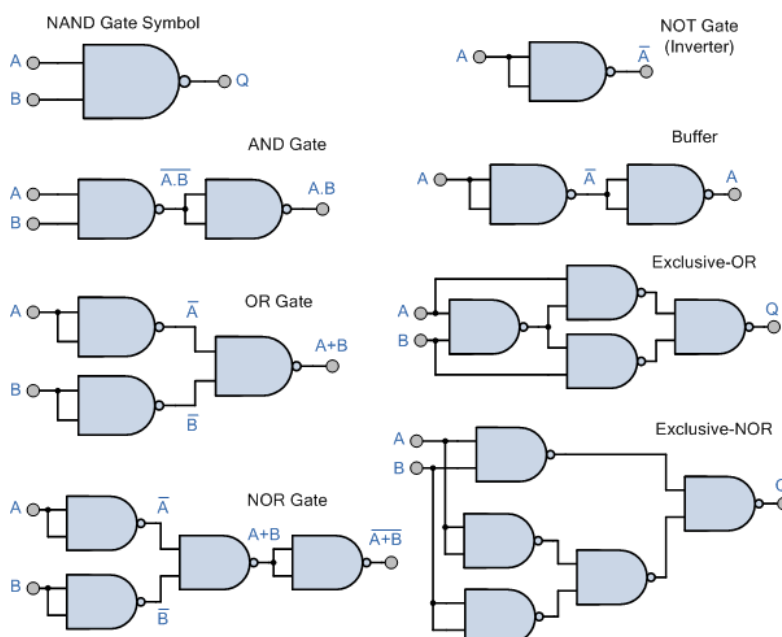 NAND Gate Symbol
A
B
Q
NOT Gate
(Inverter)
A
A̅
AND Gate
A
B
A̅.̅B̅
A.B
Buffer
A
A̅
A
OR Gate
A
B
A̅
B̅
A+B
Exclusive-OR
A
B
Q
NOR Gate
A
B
A̅
B̅
A+B
A̅+̅B̅
Exclusive-NOR
A
B